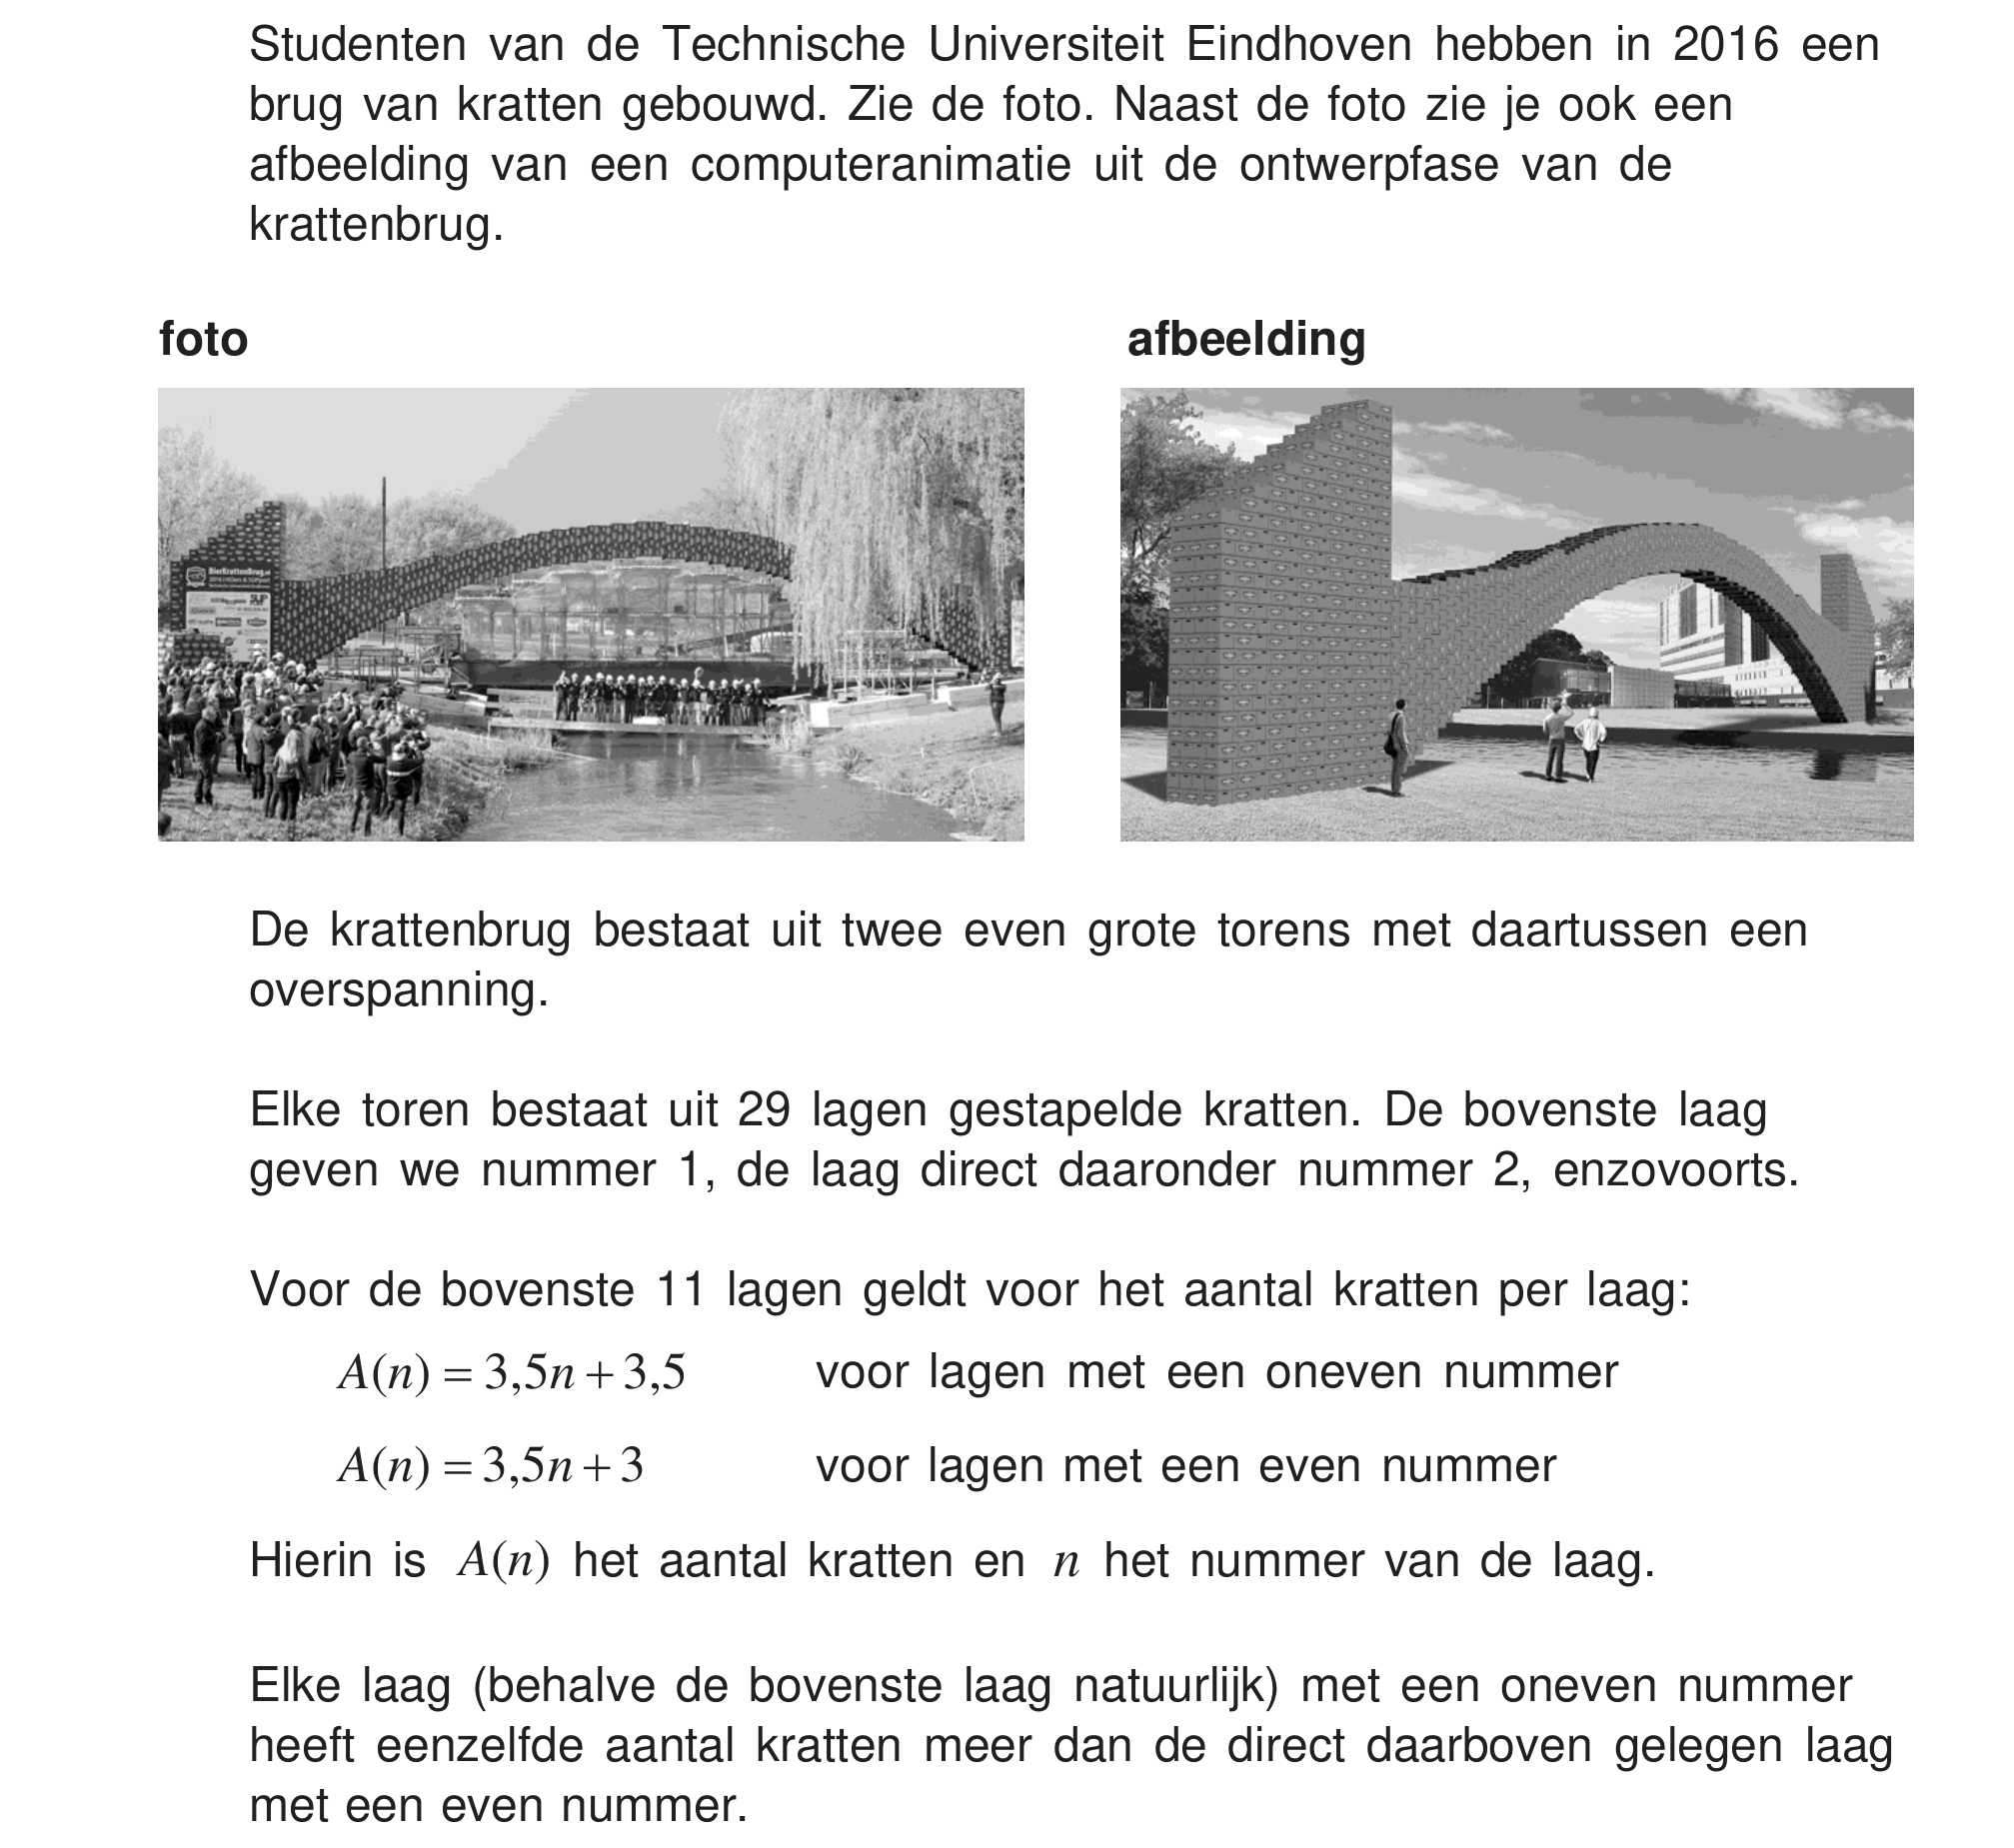 Studenten van de Technische Universiteit Eindhoven hebben in 2016 een
brug van kratten gebouwd. Zie de foto. Naast de foto zie je ook een
afbeelding van een computeranimatie uit de ontwerpfase van de
krattenbrug.
foto
afbeelding
BierKrattenBrug.nl
De krattenbrug bestaat uit twee even grote torens met daartussen een
overspanning.
Elke toren bestaat uit 29 lagen gestapelde kratten. De bovenste laag
geven we nummer 1, de laag direct daaronder nummer 2, enzovoorts.
Voor de bovenste 11 lagen geldt voor het aantal kratten per laag:
A(n) = 3,5n + 3,5 voor lagen met een oneven nummer
A(n) = 3,5n + 3 voor lagen met een even nummer
Hierin is A(n) het aantal kratten en n het nummer van de laag.
Elke laag (behalve de bovenste laag natuurlijk) met een oneven nummer
heeft eenzelfde aantal kratten meer dan de direct daarboven gelegen laag
met een even nummer.